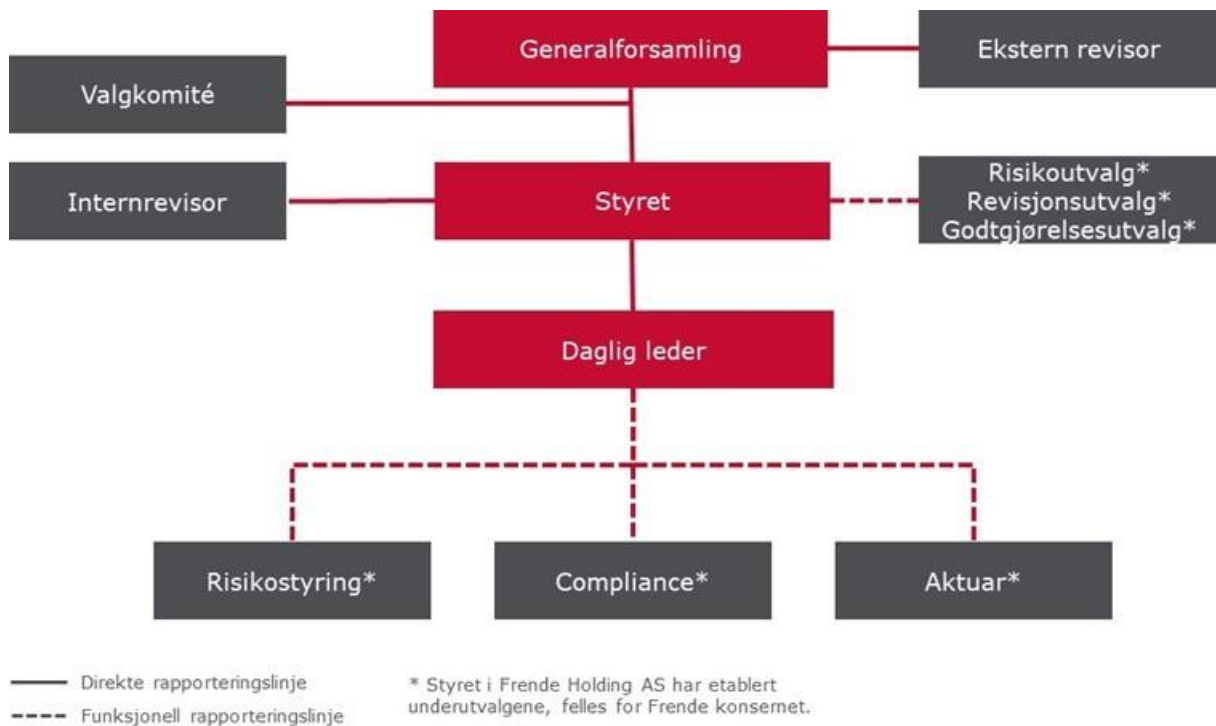 Generalforsamling
Ekstern revisor
Valgkomité
Internrevisor
Styret
Risikoutvalg*
Revisjonsutvalg*
Godtgjørelsesutvalg*
Daglig leder
Risikostyring*
Compliance*
Aktuar*
Direkte rapporteringslinje
Funksjonell rapporteringslinje
* Styret i Frende Holding AS har etablert
underutvalgene, felles for Frende konsernet.